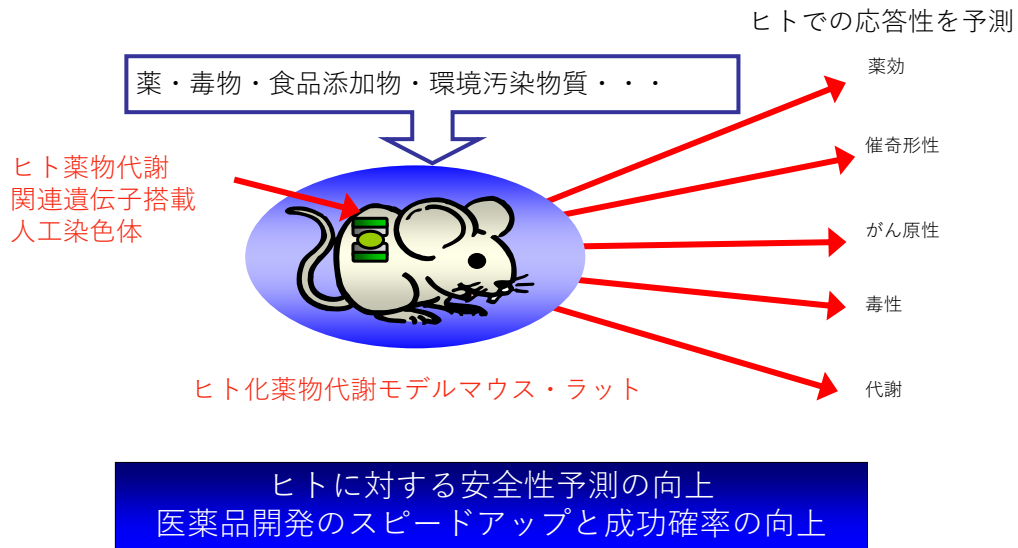 ヒトでの応答性を予測
薬・毒物・食品添加物・環境汚染物質・・・
薬効
催奇形性
ヒト薬物代謝
関連遺伝子搭載
人工染色体
がん原性
毒性
ヒト化薬物代謝モデルマウス・ラット
代謝
ヒトに対する安全性予測の向上
医薬品開発のスピードアップと成功確率の向上